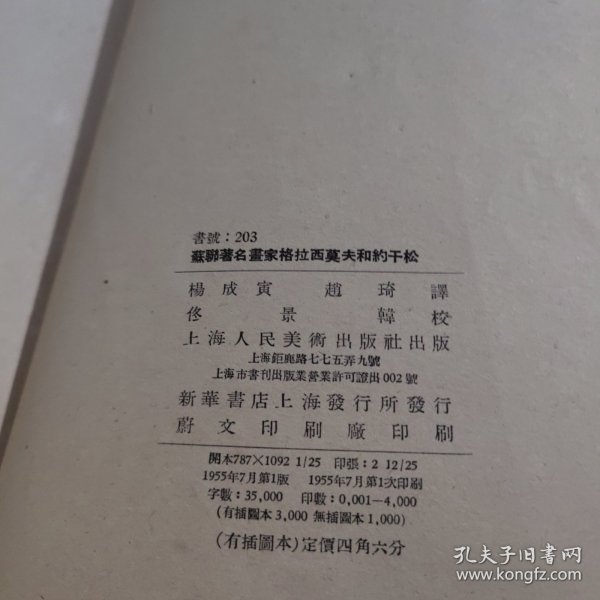 書號：203
蘇聯著名畫家格拉西莫夫和約干松
楊成寅 趙琦 譯
佟景韓 校
上海人民美術出版社出版
上海鉅鹿路七七五弄九號
上海市書刊出版業營業許可證出002號
新華書店上海發行所發行
蔚文印刷廠印刷
開本787×1092 1/25 印張：2 12/25
1955年7月第1版 1955年7月第1次印刷
字數：35,000 印數：0,001—4,000
(有插圖本3,000 無插圖本1,000)
(有插圖本)定價四角六分
孔夫子旧书网
www.kongfz.com